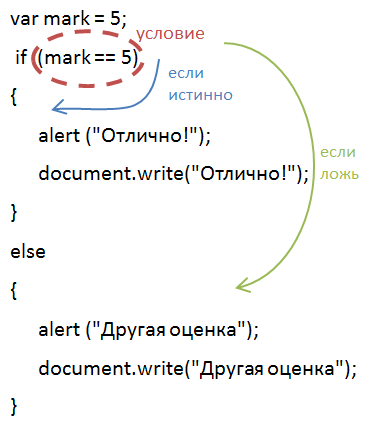 var mark = 5;
условие
if (mark == 5)
если
истинно
{
alert ("Отлично!");
document.write("Отлично!");
если
ложь
}
else
{
alert ("Другая оценка");
document.write("Другая оценка");
}